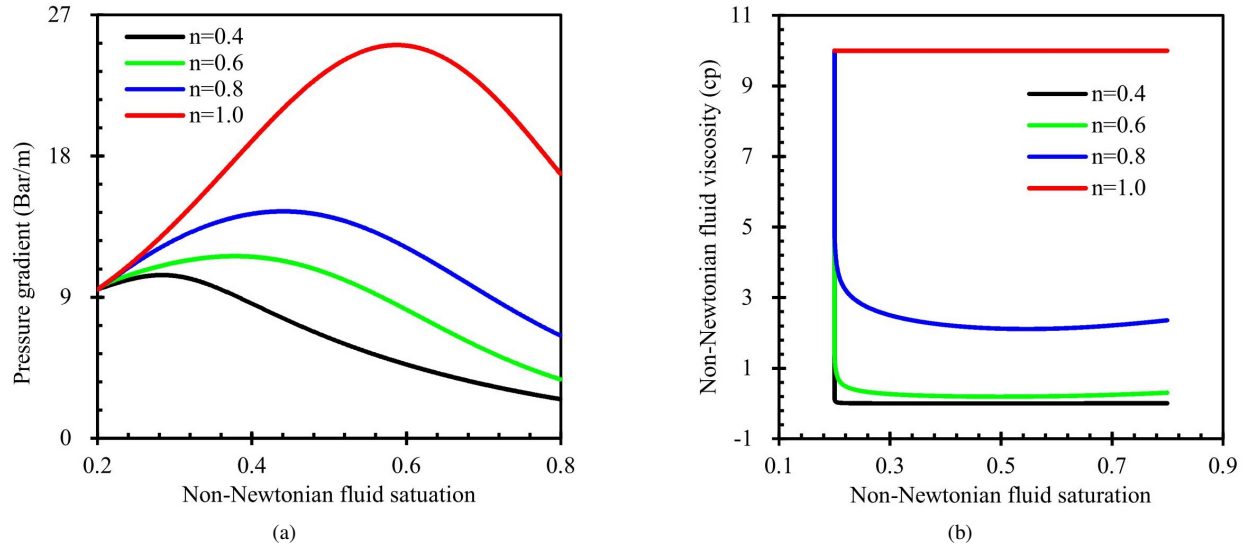 27
18
9
0
0.2
0.4
0.6
0.8
Pressure gradient (Bar/m)
Non-Newtonian fluid satuation
n=0.4
n=0.6
n=0.8
n=1.0
(a)
11
9
7
5
3
1
-1
0.1
0.3
0.5
0.7
0.9
Non-Newtonian fluid viscosity (cp)
Non-Newtonian fluid saturation
n=0.4
n=0.6
n=0.8
n=1.0
(b)